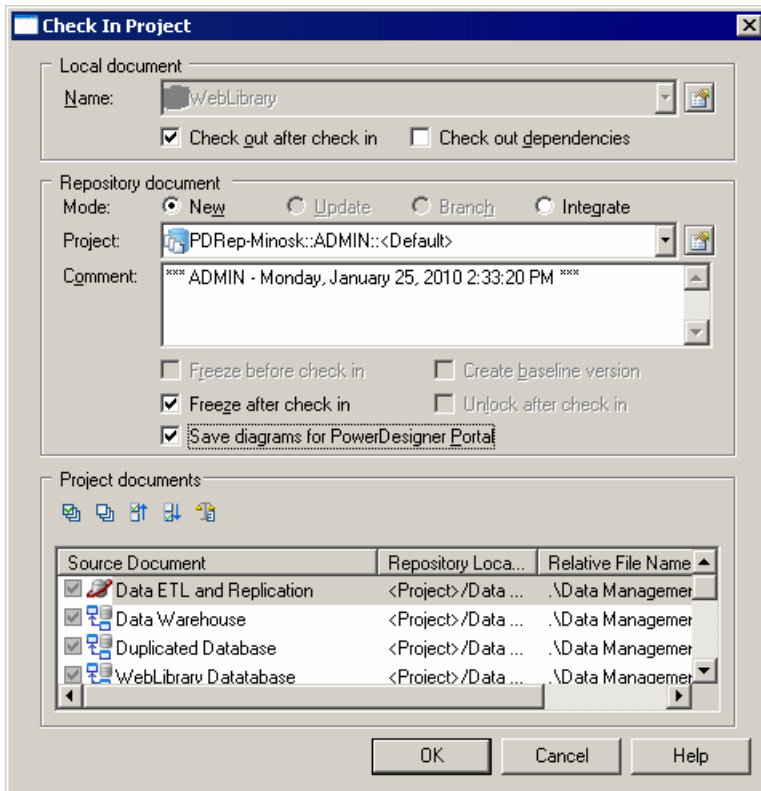 Check In Project
Local document
Name: WebLibrary
Check out after check in Check out dependencies
Repository document
Mode: New Update Branch Integrate
Project: PDRep-Minosk::ADMIN::<Default>
Comment: *** ADMIN - Monday, January 25, 2010 2:33:20 PM ***
Freeze before check in Create baseline version
Freeze after check in Unlock after check in
Save diagrams for PowerDesigner Portal
Project documents
Source Document Repository Loca... Relative File Name
Data ETL and Replication <Project>/Data ... .\Data Managemer
Data Warehouse <Project>/Data ... .\Data Managemer
Duplicated Database <Project>/Data ... .\Data Managemer
WebLibrary Datatabase <Project>/Data ... .\Data Managemer
OK Cancel Help